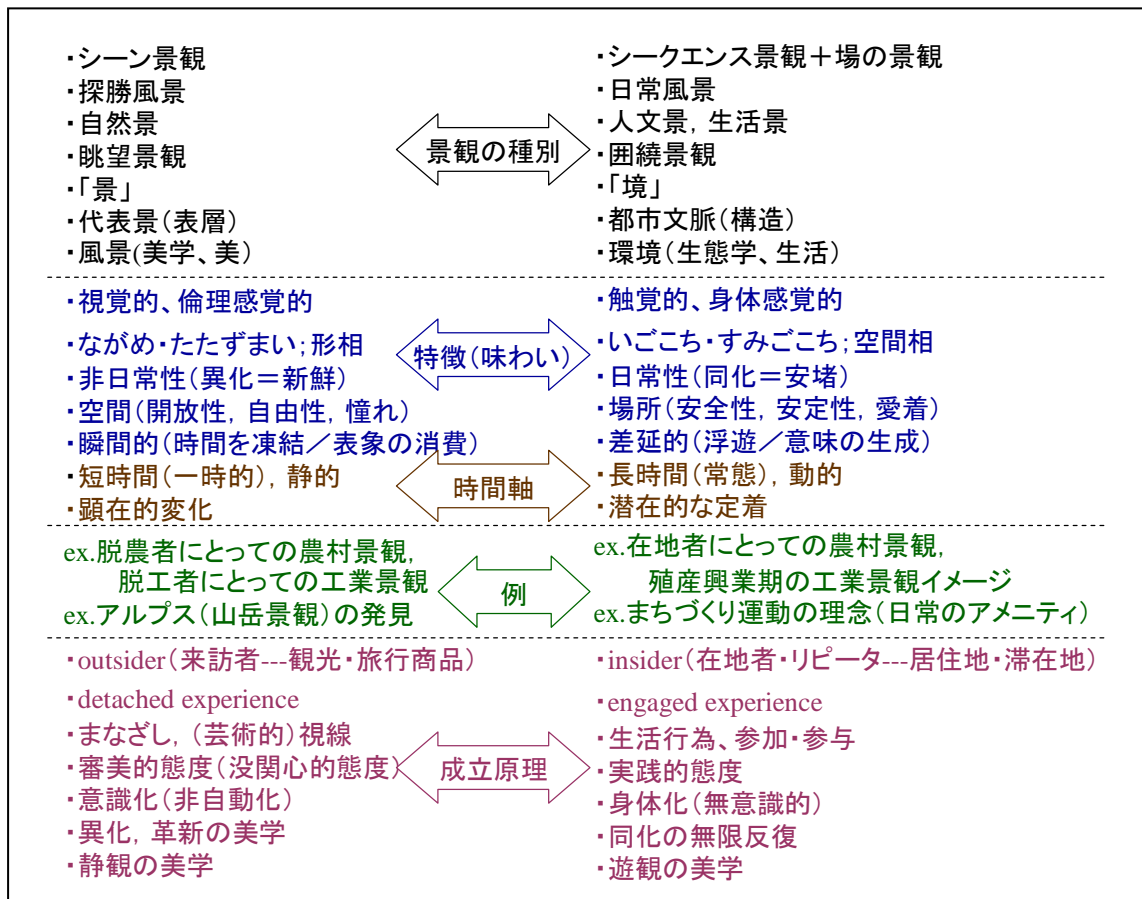 ・シーン景観
・探勝風景
・自然景
・眺望景観
・「景」
・代表景（表層）
・風景(美学、美）
景観の種別
・シークエンス景観＋場の景観
・日常風景
・人文景，生活景
・囲繞景観
・「境」
・都市文脈（構造）
・環境（生態学、生活）
・視覚的、倫理感覚的
・ながめ・たたずまい；形相
・非日常性（異化＝新鮮）
・空間（開放性，自由性，憧れ）
・瞬間的（時間を凍結／表象の消費）
特徴（味わい）
・触覚的、身体感覚的
・いごこち・すみごこち；空間相
・日常性（同化＝安堵）
・場所（安全性，安定性，愛着）
・差延的（浮遊／意味の生成）
・短時間（一時的），静的
・顕在的変化
時間軸
・長時間（常態），動的
・潜在的な定着
ex.脱農者にとっての農村景観，
脱工者にとっての工業景観
ex.アルプス（山岳景観）の発見
例
ex.在地者にとっての農村景観，
殖産興業期の工業景観イメージ
ex.まちづくり運動の理念（日常のアメニティ）
・outsider（来訪者---観光・旅行商品）
・detached experience
・まなざし，（芸術的）視線
・審美的態度（没関心的態度）
・意識化（非自動化）
・異化，革新の美学
・静観の美学
成立原理
・insider（在地者・リピータ---居住地・滞在地）
・engaged experience
・生活行為、参加・参与
・実践的態度
・身体化（無意識的）
・同化の無限反復
・遊観の美学